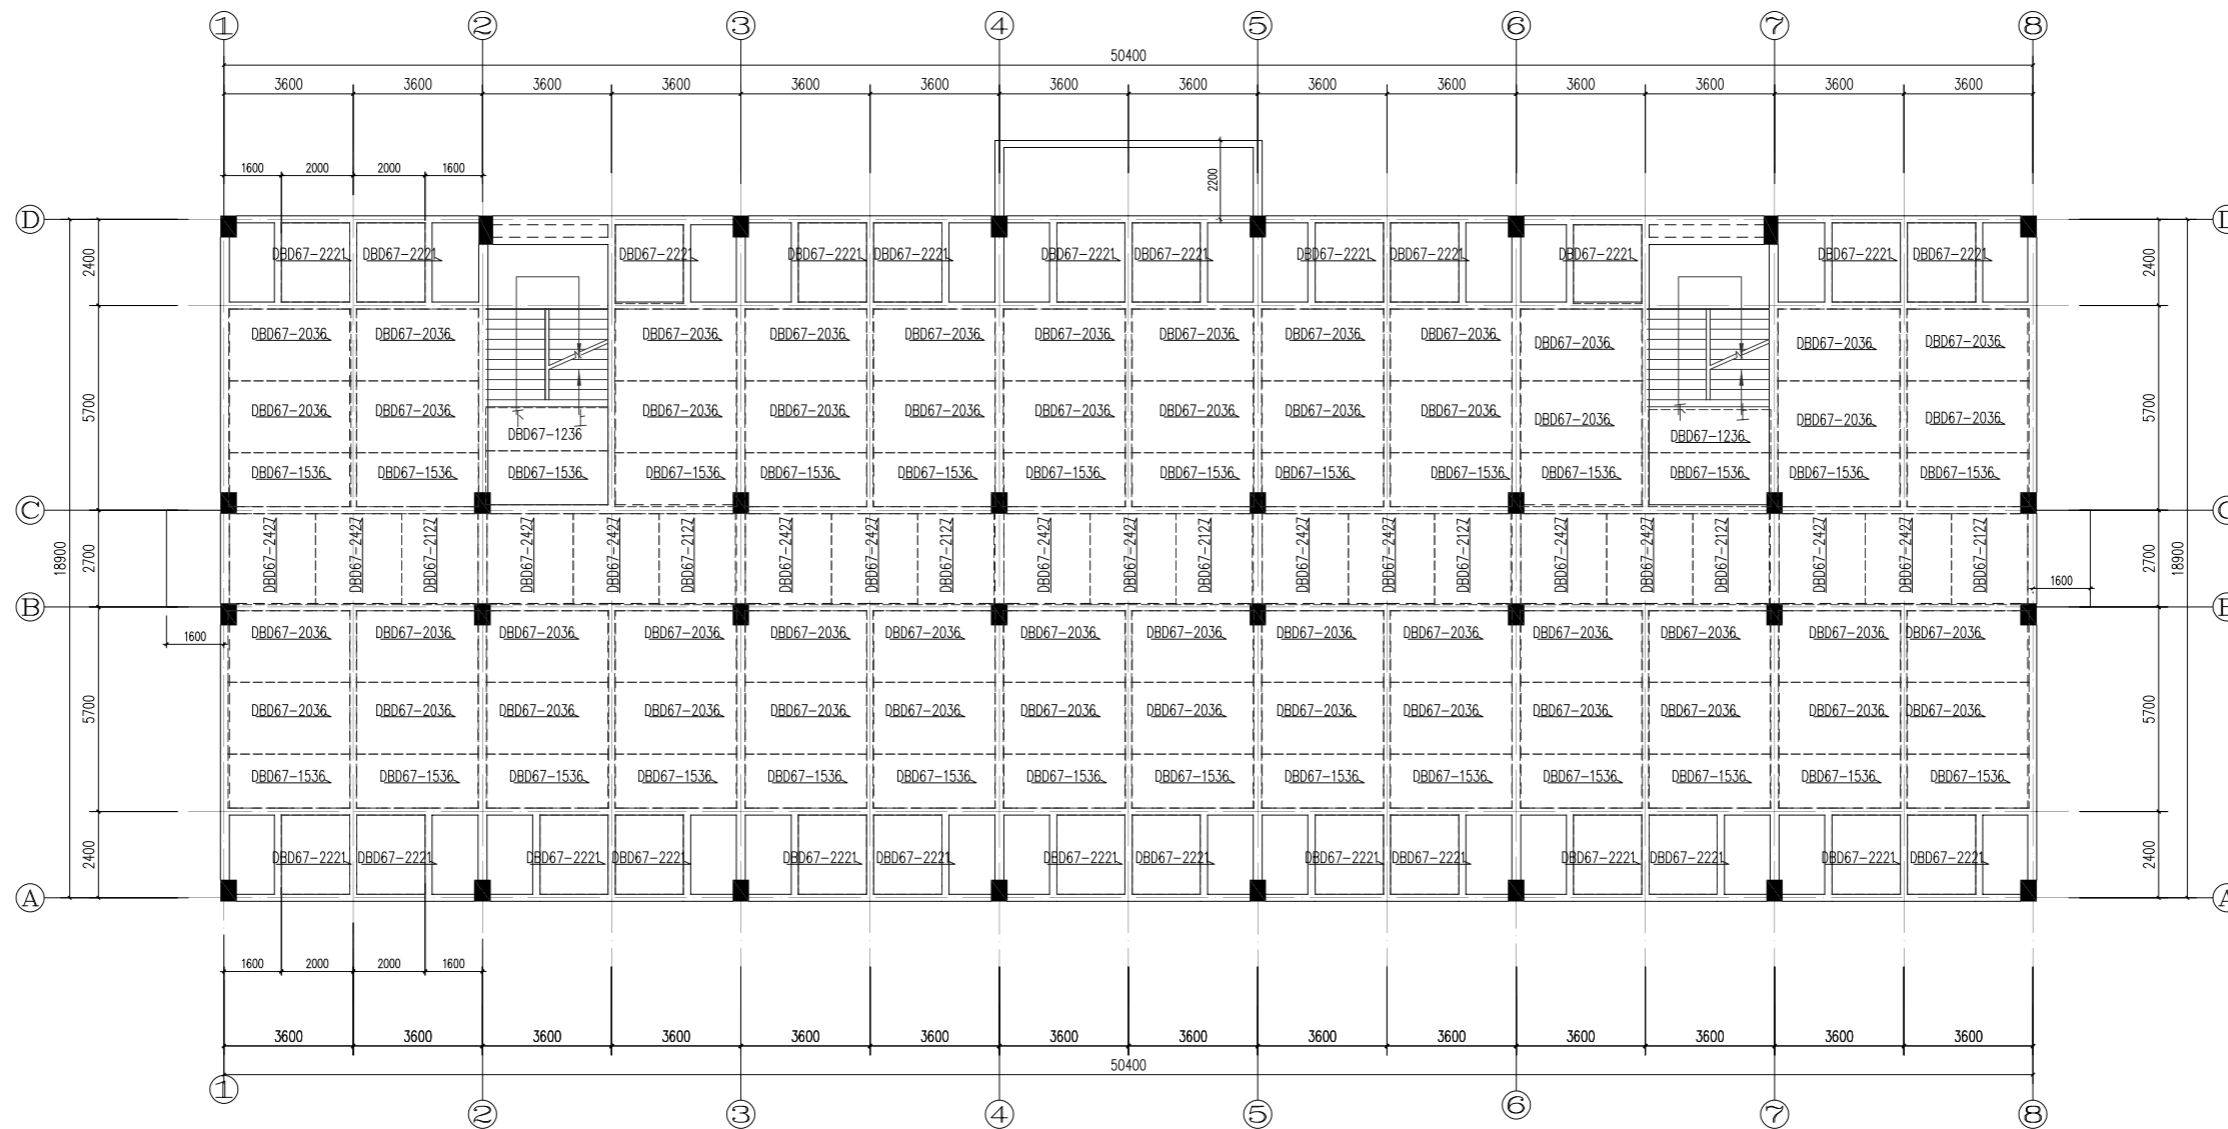 ① ② ③ ④ ⑤ ⑥ ⑦ ⑧
50400
3600 3600 3600 3600 3600 3600 3600 3600 3600 3600 3600 3600 3600 3600
2200
1600 2000 2000 1600
Ⓓ
DBD67-2221 DBD67-2221 DBD67-2221 DBD67-2221 DBD67-2221 DBD67-2221 DBD67-2221 DBD67-2221 DBD67-2221 DBD67-2221 DBD67-2221 DBD67-2221
2400 2400
DBD67-2036 DBD67-2036 DBD67-2036 DBD67-2036 DBD67-2036 DBD67-2036 DBD67-2036 DBD67-2036 DBD67-2036 DBD67-2036 DBD67-2036 DBD67-2036
5700 5700
DBD67-2036 DBD67-2036 DBD67-2036 DBD67-2036 DBD67-2036 DBD67-2036 DBD67-2036 DBD67-2036 DBD67-2036 DBD67-2036 DBD67-2036 DBD67-2036
DBD67-1236 DBD67-1236
DBD67-1536 DBD67-1536 DBD67-1536 DBD67-1536 DBD67-1536 DBD67-1536 DBD67-1536 DBD67-1536 DBD67-1536 DBD67-1536 DBD67-1536 DBD67-1536 DBD67-1536 DBD67-1536
Ⓒ
18900 2700 2700 18900
DBD67-2427 DBD67-2427 DBD67-2127 DBD67-2427 DBD67-2427 DBD67-2127 DBD67-2427 DBD67-2427 DBD67-2127 DBD67-2427 DBD67-2427 DBD67-2127 DBD67-2427 DBD67-2427 DBD67-2127 DBD67-2427 DBD67-2427 DBD67-2127 DBD67-2427 DBD67-2427 DBD67-2127
1600
Ⓑ
1600
DBD67-2036 DBD67-2036 DBD67-2036 DBD67-2036 DBD67-2036 DBD67-2036 DBD67-2036 DBD67-2036 DBD67-2036 DBD67-2036 DBD67-2036 DBD67-2036 DBD67-2036 DBD67-2036
5700 5700
DBD67-2036 DBD67-2036 DBD67-2036 DBD67-2036 DBD67-2036 DBD67-2036 DBD67-2036 DBD67-2036 DBD67-2036 DBD67-2036 DBD67-2036 DBD67-2036 DBD67-2036 DBD67-2036
DBD67-1536 DBD67-1536 DBD67-1536 DBD67-1536 DBD67-1536 DBD67-1536 DBD67-1536 DBD67-1536 DBD67-1536 DBD67-1536 DBD67-1536 DBD67-1536 DBD67-1536 DBD67-1536
2400 2400
DBD67-2221 DBD67-2221 DBD67-2221 DBD67-2221 DBD67-2221 DBD67-2221 DBD67-2221 DBD67-2221 DBD67-2221 DBD67-2221 DBD67-2221 DBD67-2221 DBD67-2221 DBD67-2221
Ⓐ
1600 2000 2000 1600
3600 3600 3600 3600 3600 3600 3600 3600 3600 3600 3600 3600 3600 3600
50400
① ② ③ ④ ⑤ ⑥ ⑦ ⑧